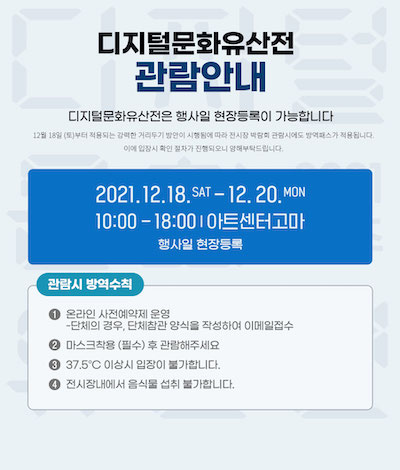 디지털문화유산전
관람안내
디지털문화유산전은 행사일 현장등록이 가능합니다
12월 18일 (토)부터 적용되는 강력한 거리두기 방안이 시행됨에 따라 전시장 박람회 관람시에도 방역패스가 적용됩니다.
이에 입장시 확인 절차가 진행되오니 양해부탁드립니다.
2021.12.18.SAT – 12. 20.MON
10:00 – 18:00 | 아트센터고마
행사일 현장등록
관람시 방역수칙
1 온라인 사전예약제 운영
-단체의 경우, 단체참관 양식을 작성하여 이메일접수
2 마스크착용 (필수) 후 관람해주세요
3 37.5℃ 이상시 입장이 불가합니다.
4 전시장내에서 음식물 섭취 불가합니다.